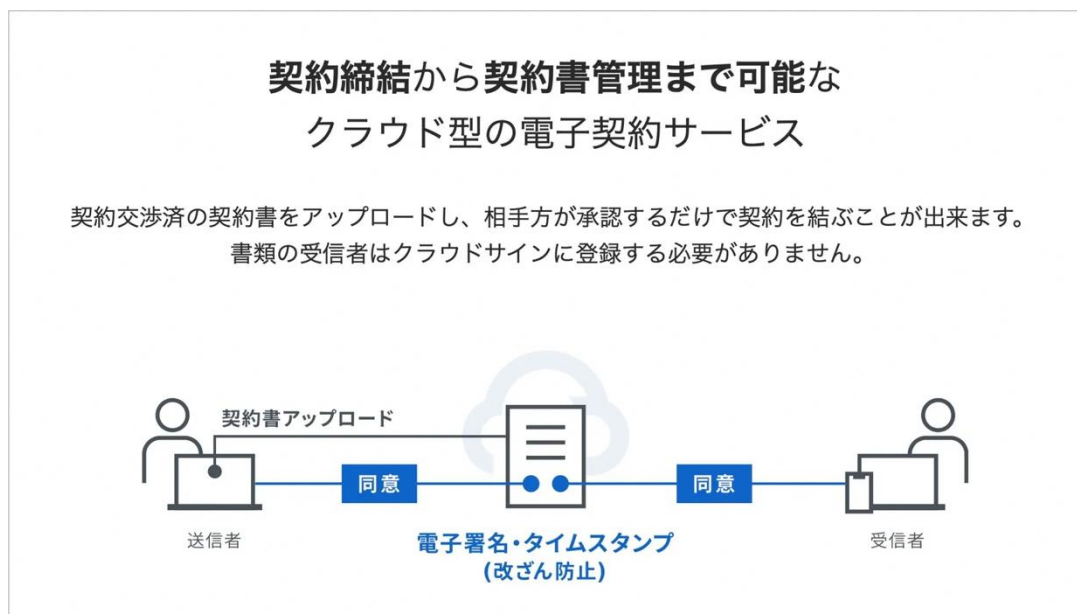 契約締結から契約書管理まで可能な
クラウド型の電子契約サービス
契約交渉済の契約書をアップロードし、相手方が承認するだけで契約を結ぶことが出来ます。
書類の受信者はクラウドサインに登録する必要がありません。
契約書アップロード
同意
同意
送信者
電子署名・タイムスタンプ
(改ざん防止)
受信者